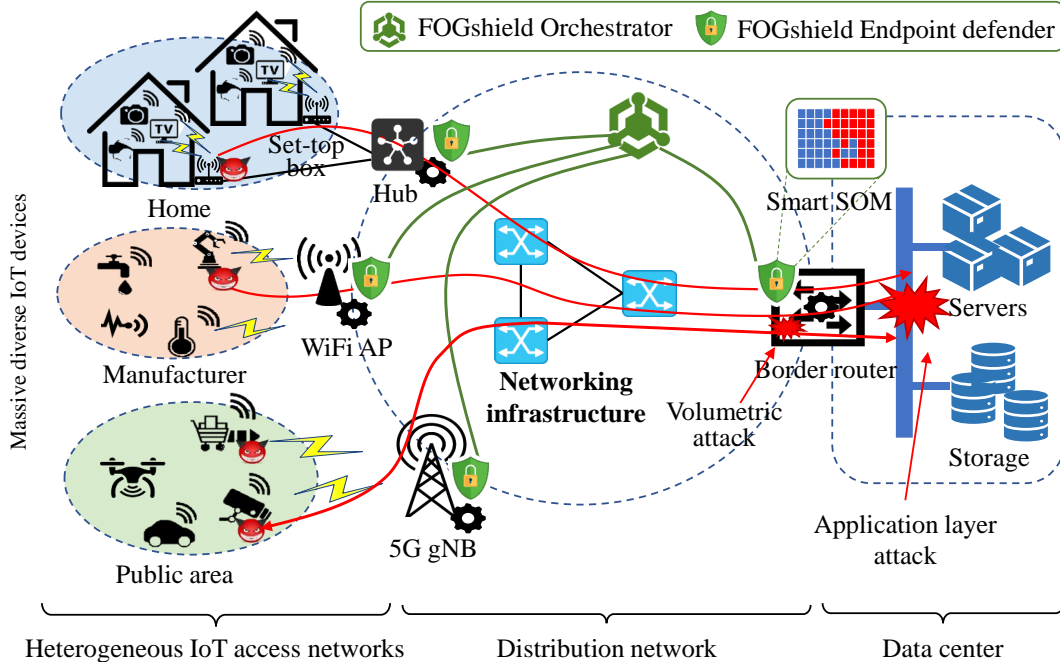 FOGshield Orchestrator
FOGshield Endpoint defender
TV
TV
Set-top
box
Hub
Home
Smart SOM
Massive diverse IoT devices
WiFi AP
Manufacturer
Servers
Border router
Networking
infrastructure
Volumetric
attack
Storage
5G gNB
Application layer
attack
Public area
Heterogeneous IoT access networks
Distribution network
Data center